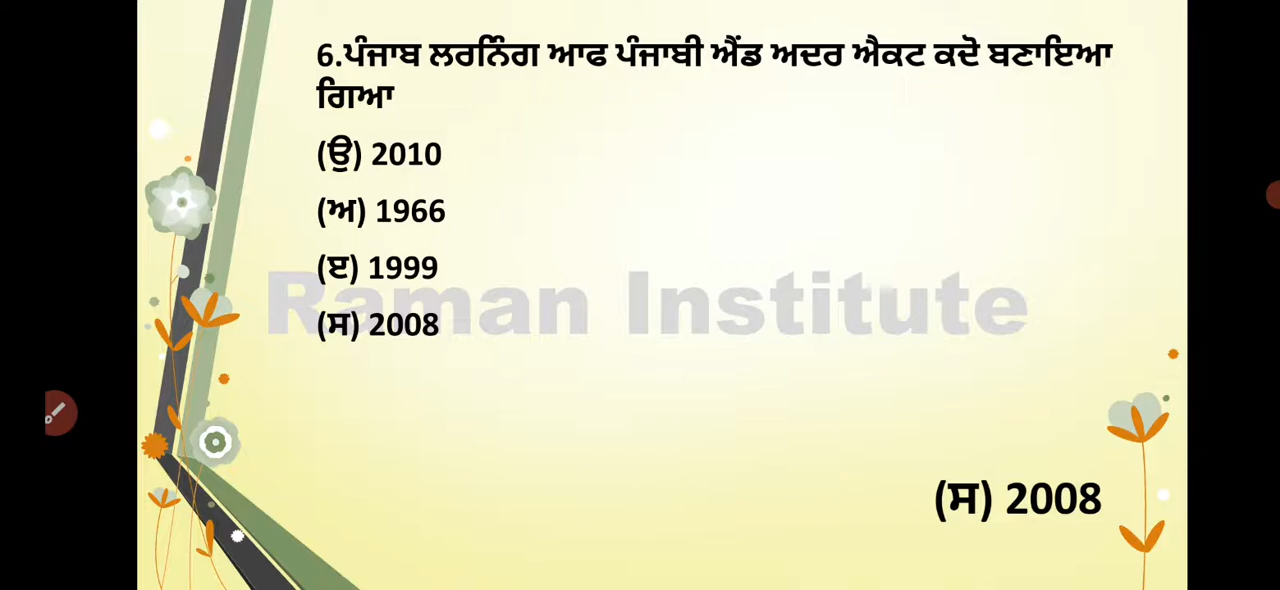 6.ਪੰਜਾਬ ਲਰਨਿੰਗ ਆਫ ਪੰਜਾਬੀ ਐਂਡ ਅਦਰ ਐਕਟ ਕਦੋ ਬਣਾਇਆ
ਗਿਆ
(ੳ) 2010
(ਅ) 1966
(ੲ) 1999
Raman Institute
(ਸ) 2008
(ਸ) 2008